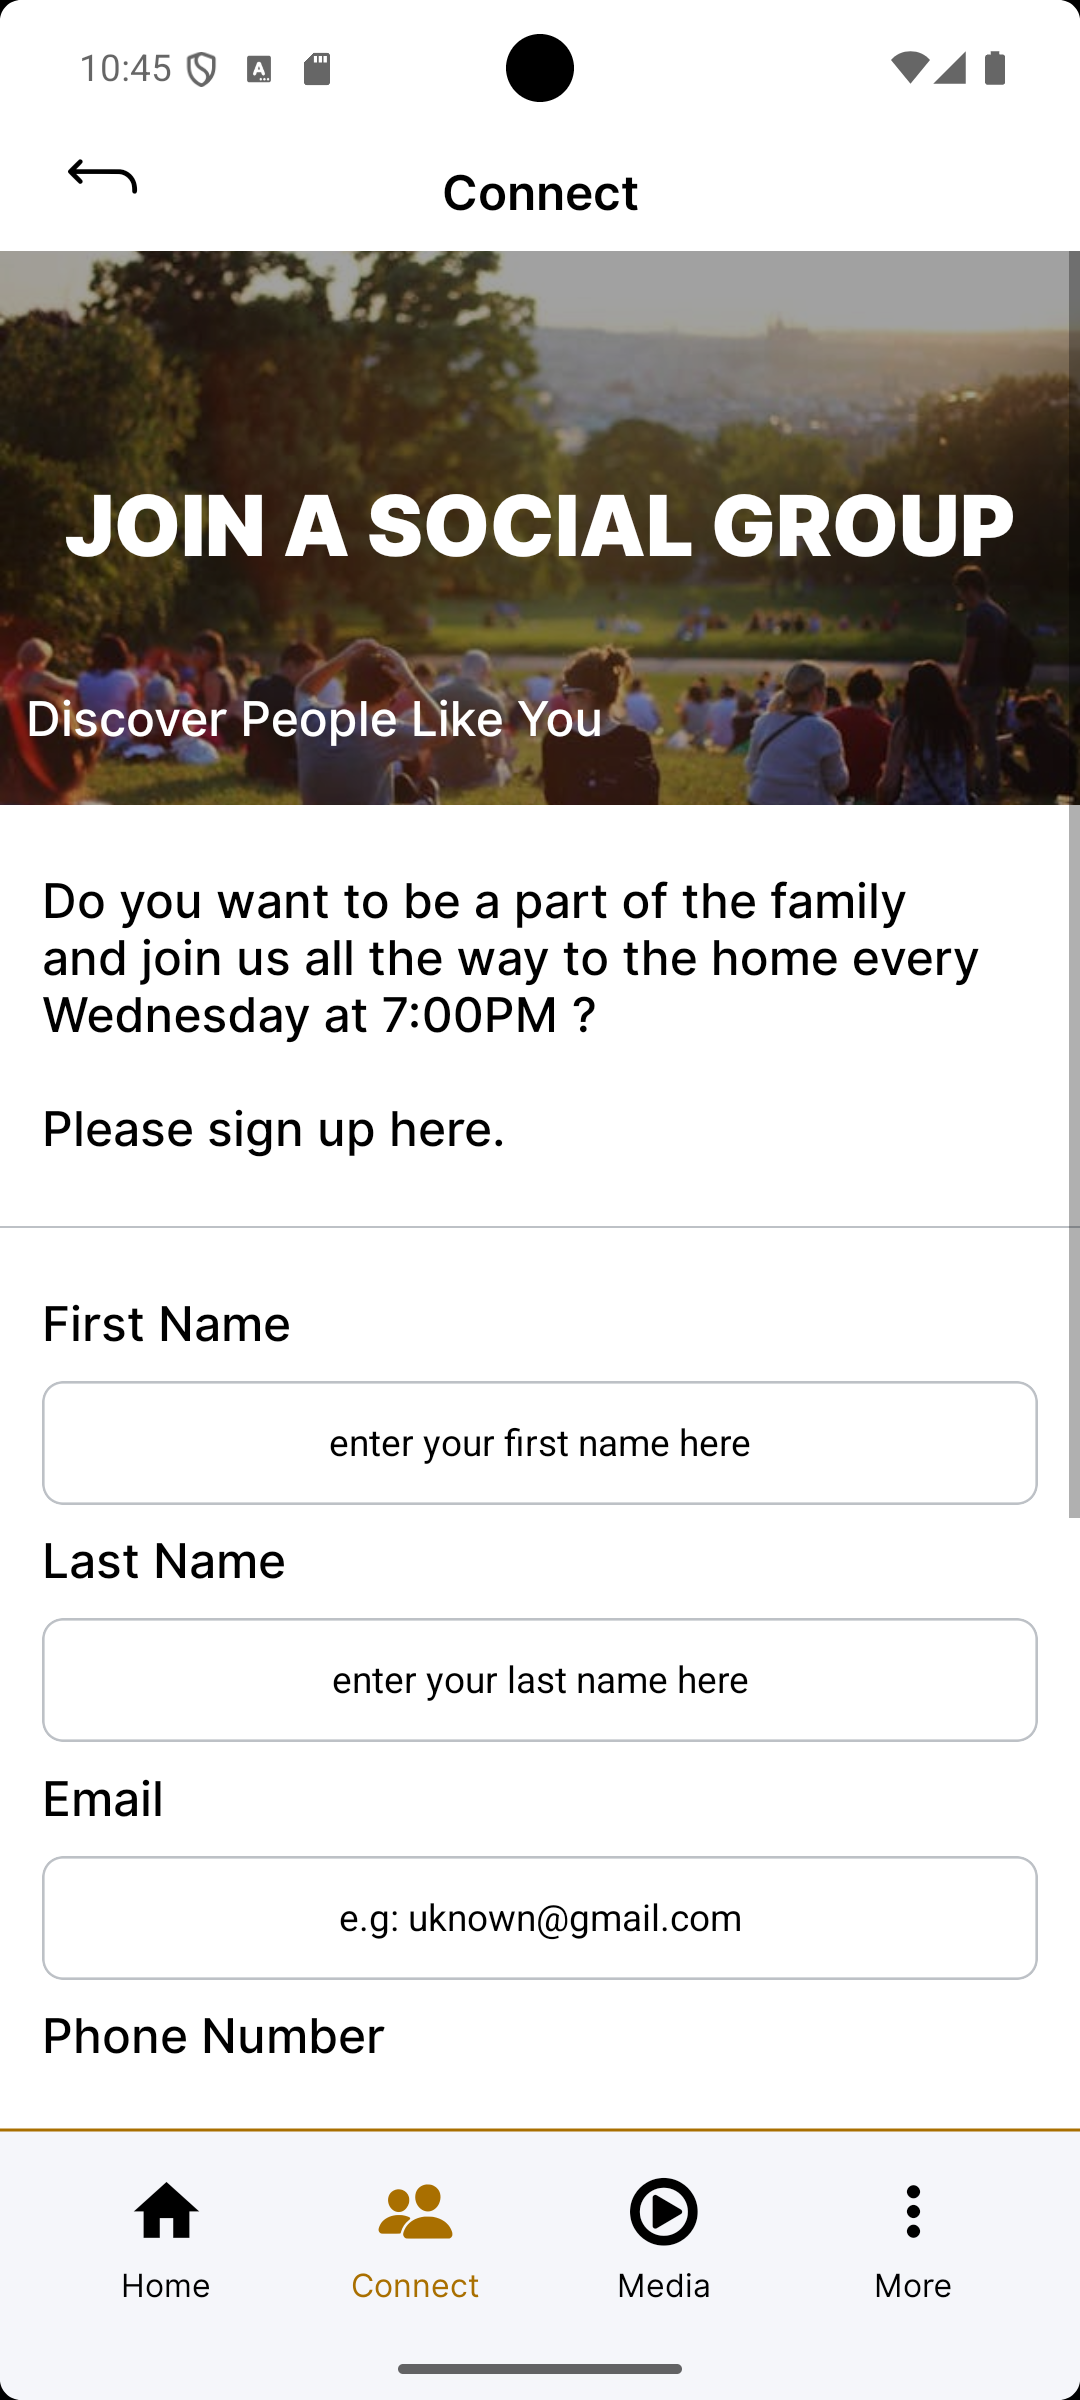 10:45
Connect
JOIN A SOCIAL GROUP
Discover People Like You
Do you want to be a part of the family
and join us all the way to the home every
Wednesday at 7:00PM ?
Please sign up here.
First Name
enter your first name here
Last Name
enter your last name here
Email
e.g: uknown@gmail.com
Phone Number
Home
Connect
Media
More